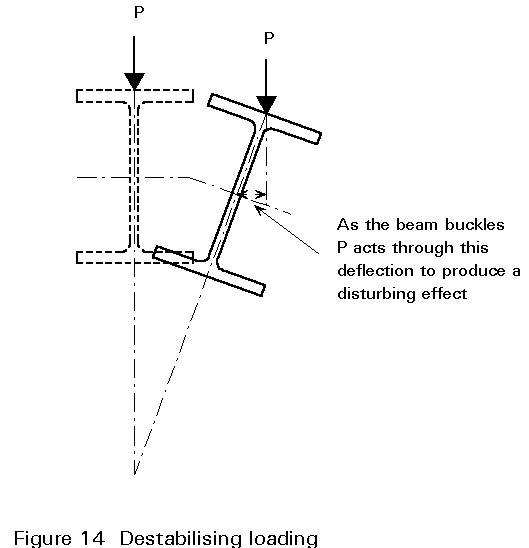 P
P
As the beam buckles
P acts through this
deflection to produce a
disturbing effect
Figure 14 Destabilising loading